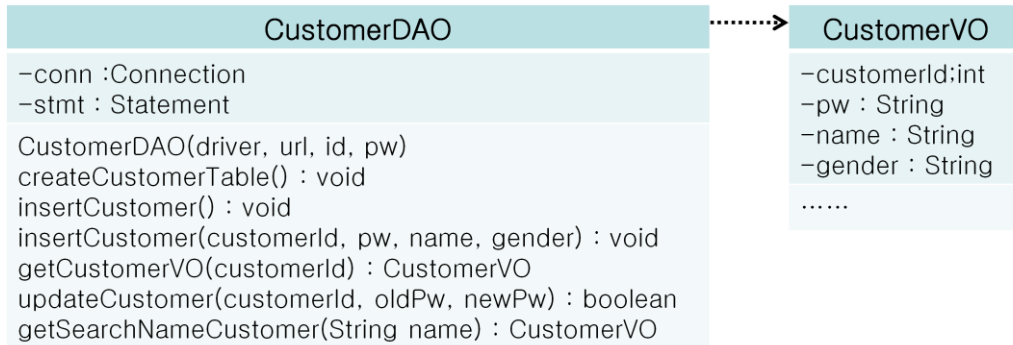 CustomerDAO
-conn :Connection
-stmt : Statement
CustomerDAO(driver, url, id, pw)
createCustomerTable() : void
insertCustomer() : void
insertCustomer(customerId, pw, name, gender) : void
getCustomerVO(customerId) : CustomerVO
updateCustomer(customerId, oldPw, newPw) : boolean
getSearchNameCustomer(String name) : CustomerVO
CustomerVO
-customerId;int
-pw : String
-name : String
-gender : String
……